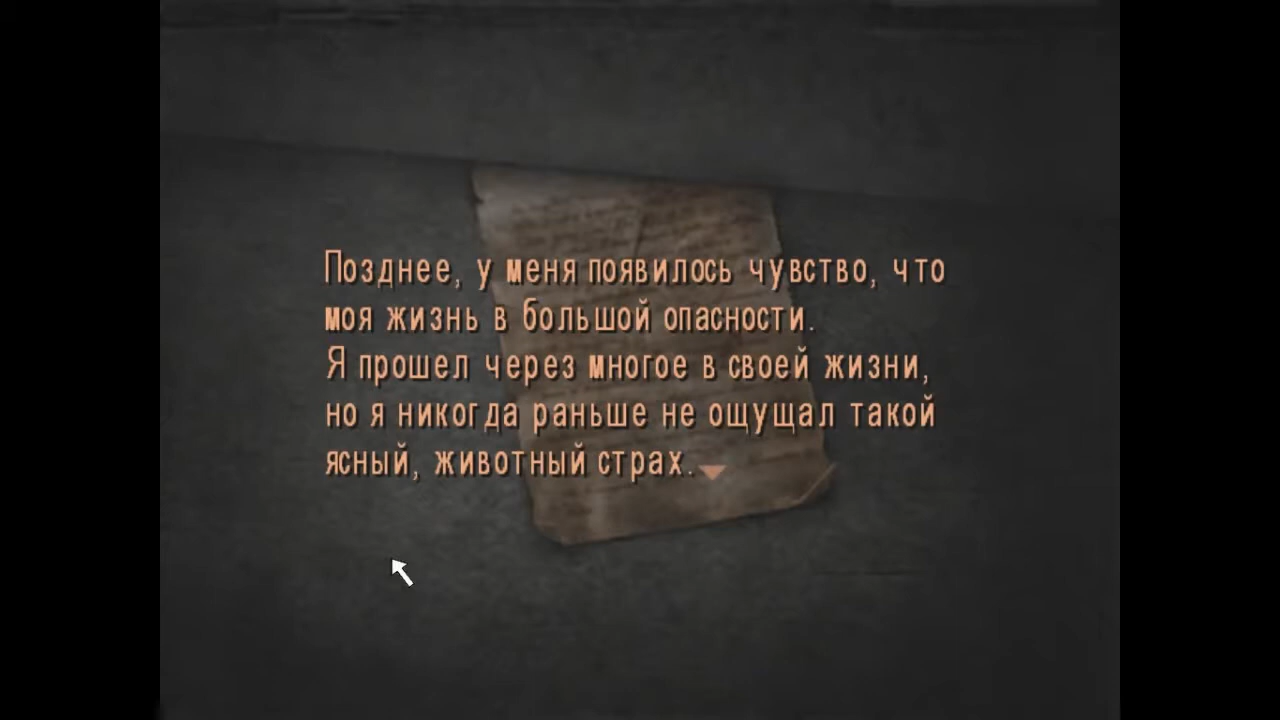 Позднее, у меня появилось чувство, что
моя жизнь в большой опасности.
Я прошел через многое в своей жизни,
но я никогда раньше не ощущал такой
ясный, животный страх.